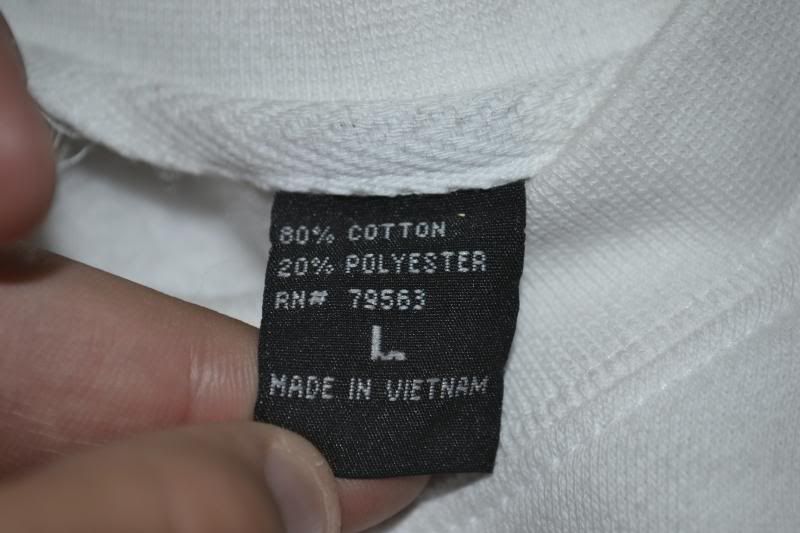 80% COTTON
20% POLYESTER
RN# 79563
L
MADE IN VIETNAM